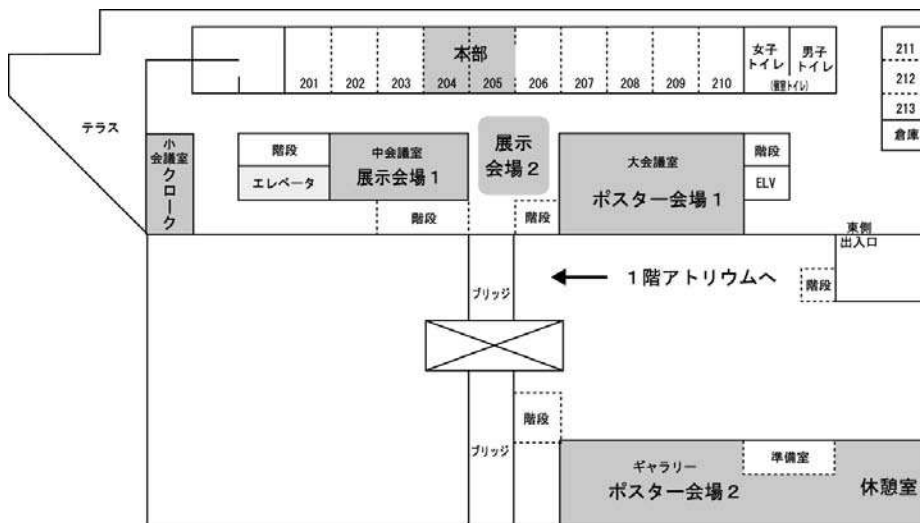 本部
女子
トイレ
男子
トイレ
(個室トイレ)
201
202
203
204
205
206
207
208
209
210
211
212
213
倉庫
テラス
小
会議室
クローク
階段
エレベータ
中会議室
展示会場1
展示
会場2
大会議室
ポスター会場1
階段
ELV
階段
階段
東側
出入口
ブリッジ
← 1階アトリウムへ
階段
階段
ブリッジ
ギャラリー
ポスター会場2
準備室
休憩室